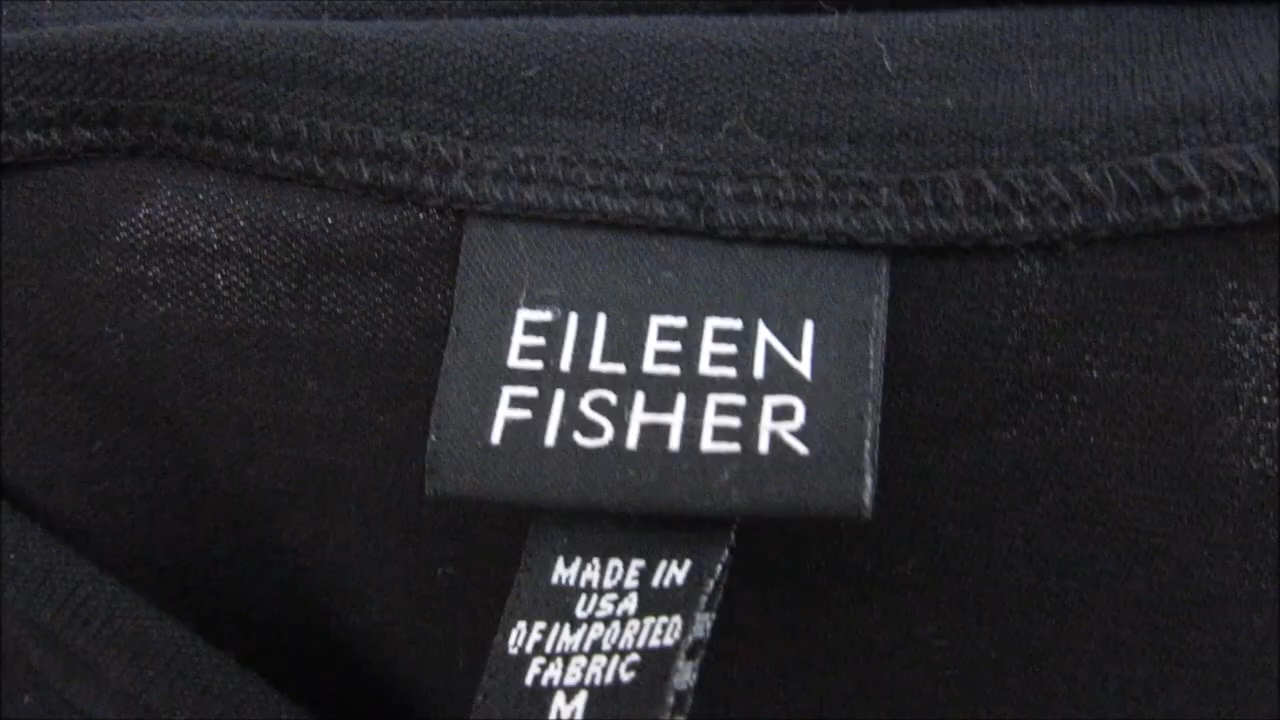 EILEEN
FISHER
MADE IN
USA
OF IMPORTED
FABRIC
M